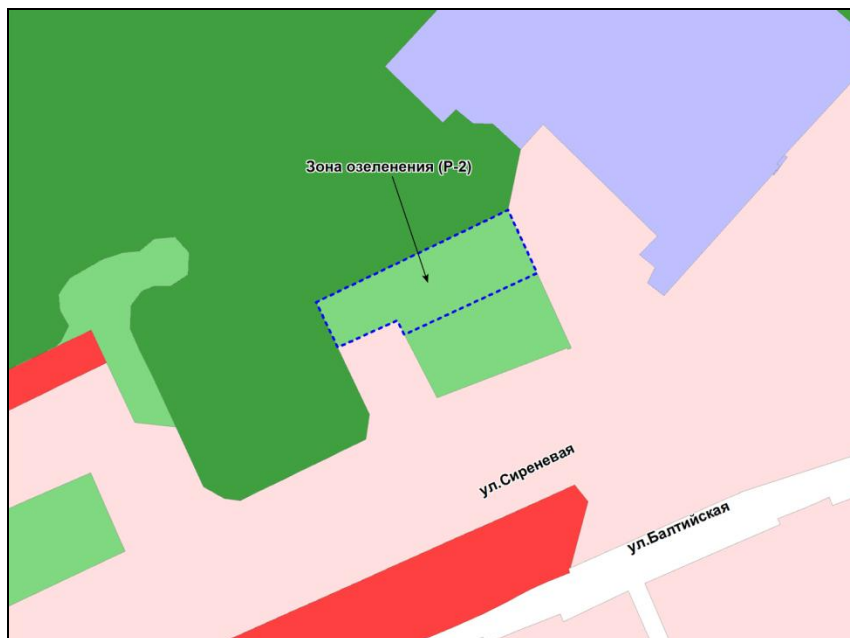 Зона озеленения (Р-2)
ул.Сиреневая
ул.Балтийская